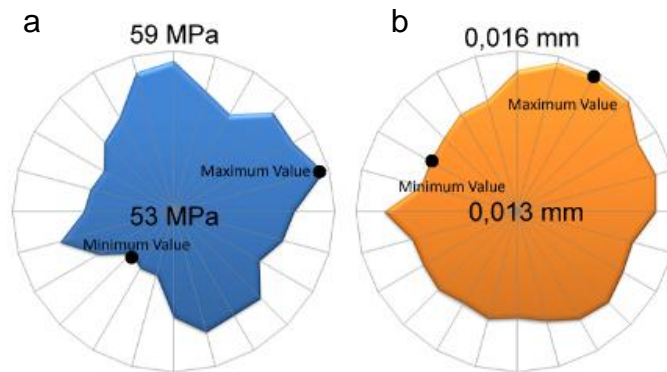 a
59 MPa
Maximum Value
53 MPa
Minimum Value
b
0,016 mm
Maximum Value
Minimum Value
0,013 mm